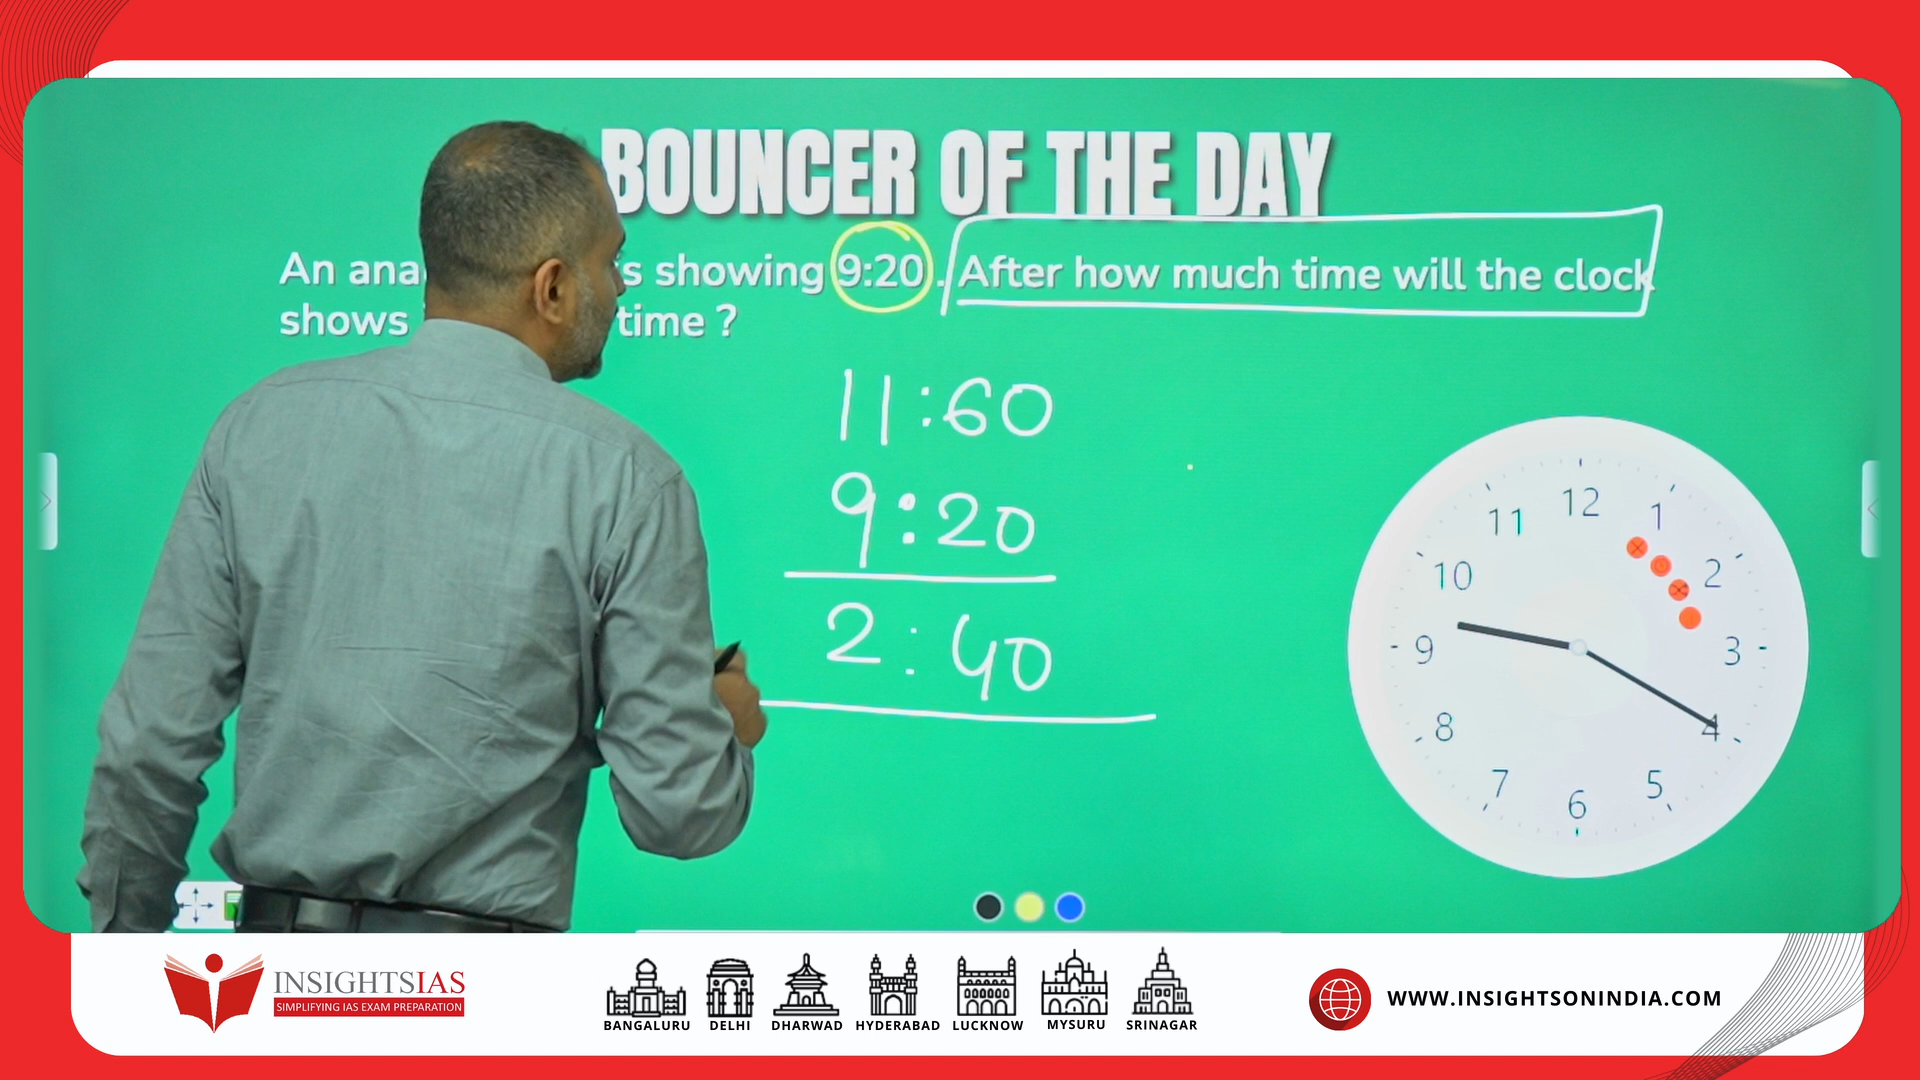 BOUNCER OF THE DAY
An ana s showing 9:20 . After how much time will the clock
shows time ?
11:60
9:20
2:40
12
11
1
10
2
9
3
8
4
7
5
6
INSIGHTSIAS
SIMPLIFYING IAS EXAM PREPARATION
BANGALURU DELHI DHARWAD HYDERABAD LUCKNOW MYSURU SRINAGAR
WWW.INSIGHTSONINDIA.COM